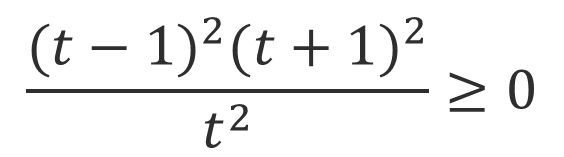 (t − 1)²(t + 1)²
t²
≥ 0